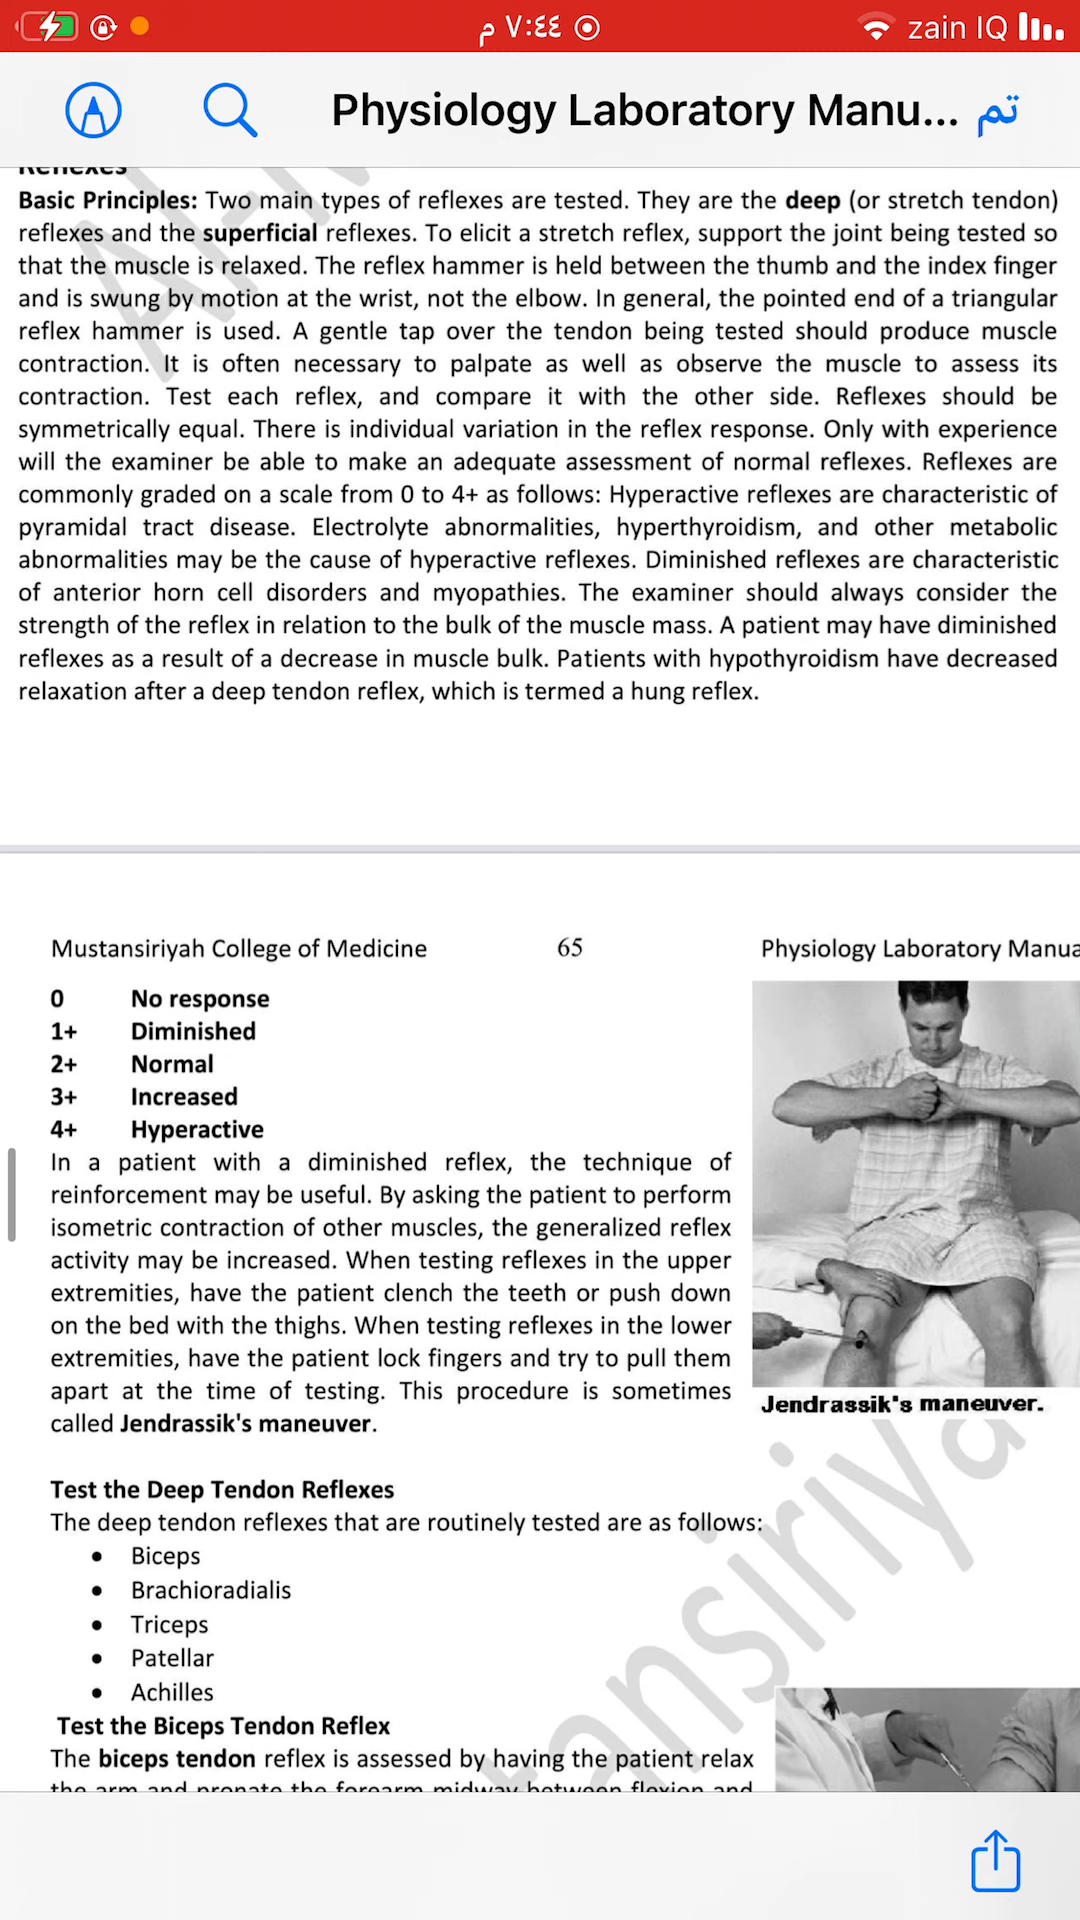 ٧:٤٤ م
zain IQ
Physiology Laboratory Manu...
تم
Reflexes
Basic Principles: Two main types of reflexes are tested. They are the deep (or stretch tendon)
reflexes and the superficial reflexes. To elicit a stretch reflex, support the joint being tested so
that the muscle is relaxed. The reflex hammer is held between the thumb and the index finger
and is swung by motion at the wrist, not the elbow. In general, the pointed end of a triangular
reflex hammer is used. A gentle tap over the tendon being tested should produce muscle
contraction. It is often necessary to palpate as well as observe the muscle to assess its
contraction. Test each reflex, and compare it with the other side. Reflexes should be
symmetrically equal. There is individual variation in the reflex response. Only with experience
will the examiner be able to make an adequate assessment of normal reflexes. Reflexes are
commonly graded on a scale from 0 to 4+ as follows: Hyperactive reflexes are characteristic of
pyramidal tract disease. Electrolyte abnormalities, hyperthyroidism, and other metabolic
abnormalities may be the cause of hyperactive reflexes. Diminished reflexes are characteristic
of anterior horn cell disorders and myopathies. The examiner should always consider the
strength of the reflex in relation to the bulk of the muscle mass. A patient may have diminished
reflexes as a result of a decrease in muscle bulk. Patients with hypothyroidism have decreased
relaxation after a deep tendon reflex, which is termed a hung reflex.
Mustansiriyah College of Medicine 65 Physiology Laboratory Manua
0 No response
1+ Diminished
2+ Normal
3+ Increased
4+ Hyperactive
In a patient with a diminished reflex, the technique of
reinforcement may be useful. By asking the patient to perform
isometric contraction of other muscles, the generalized reflex
activity may be increased. When testing reflexes in the upper
extremities, have the patient clench the teeth or push down
on the bed with the thighs. When testing reflexes in the lower
extremities, have the patient lock fingers and try to pull them
apart at the time of testing. This procedure is sometimes
called Jendrassik's maneuver.
Jendrassik's maneuver.
Test the Deep Tendon Reflexes
The deep tendon reflexes that are routinely tested are as follows:
• Biceps
• Brachioradialis
• Triceps
• Patellar
• Achilles
Test the Biceps Tendon Reflex
The biceps tendon reflex is assessed by having the patient relax
the arm and pronate the forearm midway between flexion and